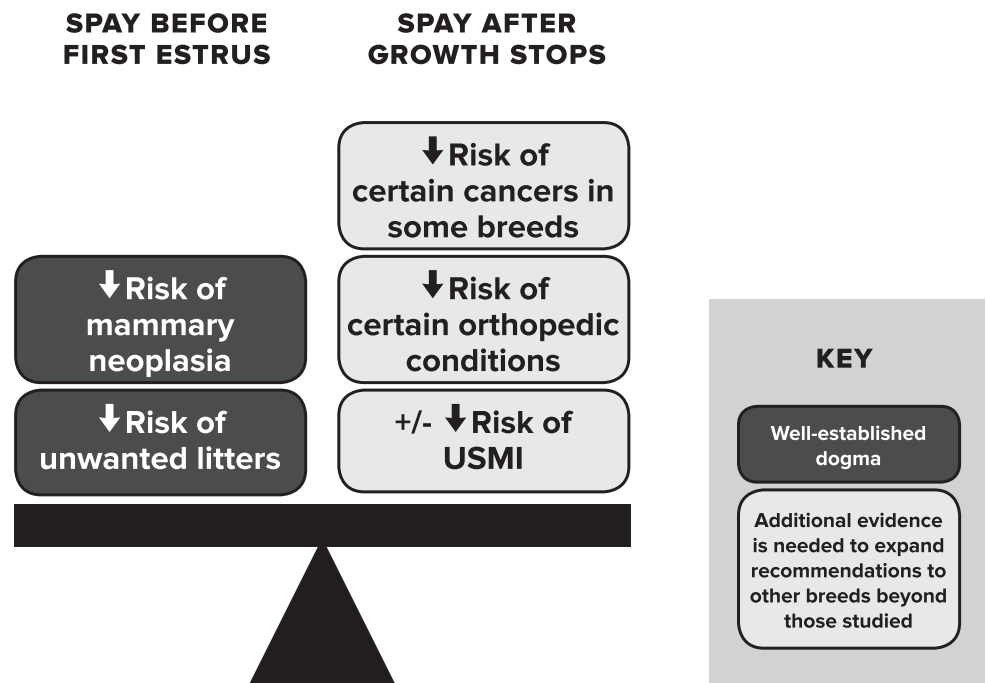 SPAY BEFORE
FIRST ESTRUS
SPAY AFTER
GROWTH STOPS
Risk of
certain cancers in
some breeds
Risk of
mammary
neoplasia
Risk of
certain orthopedic
conditions
Risk of
unwanted litters
+/- Risk of
USMI
KEY
Well-established
dogma
Additional evidence
is needed to expand
recommendations to
other breeds beyond
those studied